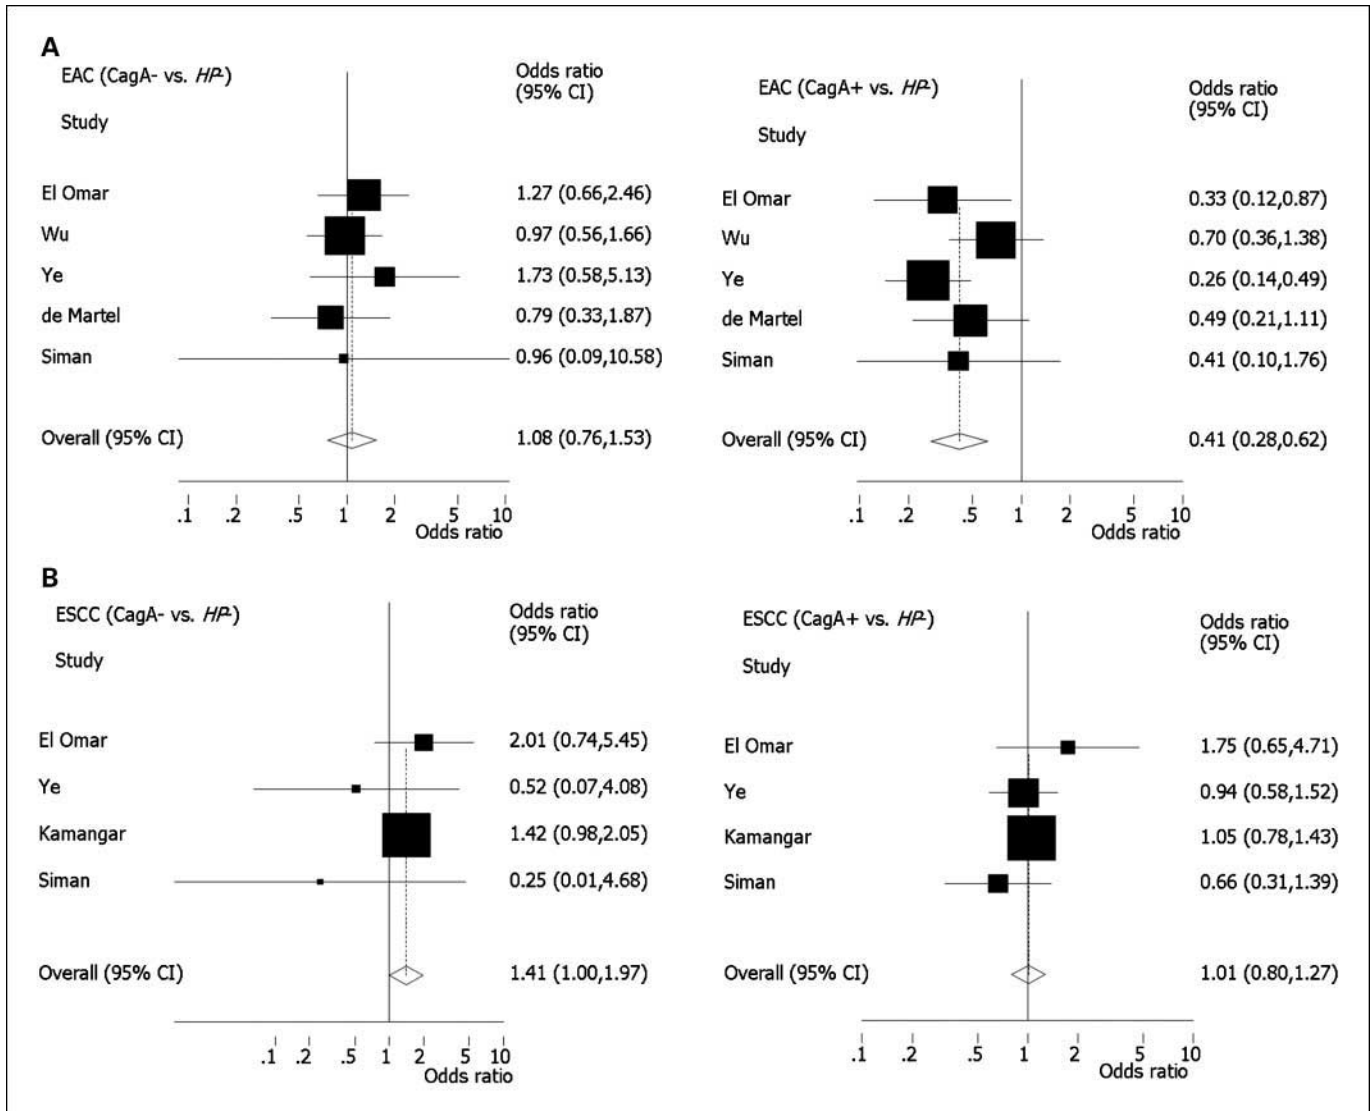 A
EAC (CagA- vs. HP-)
Odds ratio
(95% CI)
Study
El Omar 1.27 (0.66,2.46)
Wu 0.97 (0.56,1.66)
Ye 1.73 (0.58,5.13)
de Martel 0.79 (0.33,1.87)
Siman 0.96 (0.09,10.58)
Overall (95% CI) 1.08 (0.76,1.53)
.1 .2 .5 1 2 5 10
Odds ratio
EAC (CagA+ vs. HP-)
Odds ratio
(95% CI)
Study
El Omar 0.33 (0.12,0.87)
Wu 0.70 (0.36,1.38)
Ye 0.26 (0.14,0.49)
de Martel 0.49 (0.21,1.11)
Siman 0.41 (0.10,1.76)
Overall (95% CI) 0.41 (0.28,0.62)
.1 0.2 .5 1 2 5 10
Odds ratio
B
ESCC (CagA- vs. HP-)
Odds ratio
(95% CI)
Study
El Omar 2.01 (0.74,5.45)
Ye 0.52 (0.07,4.08)
Kamangar 1.42 (0.98,2.05)
Siman 0.25 (0.01,4.68)
Overall (95% CI) 1.41 (1.00,1.97)
.1 .2 .5 1 2 5 10
Odds ratio
ESCC (CagA+ vs. HP-)
Odds ratio
(95% CI)
Study
El Omar 1.75 (0.65,4.71)
Ye 0.94 (0.58,1.52)
Kamangar 1.05 (0.78,1.43)
Siman 0.66 (0.31,1.39)
Overall (95% CI) 1.01 (0.80,1.27)
.1 .2 .5 1 2 5 10
Odds ratio